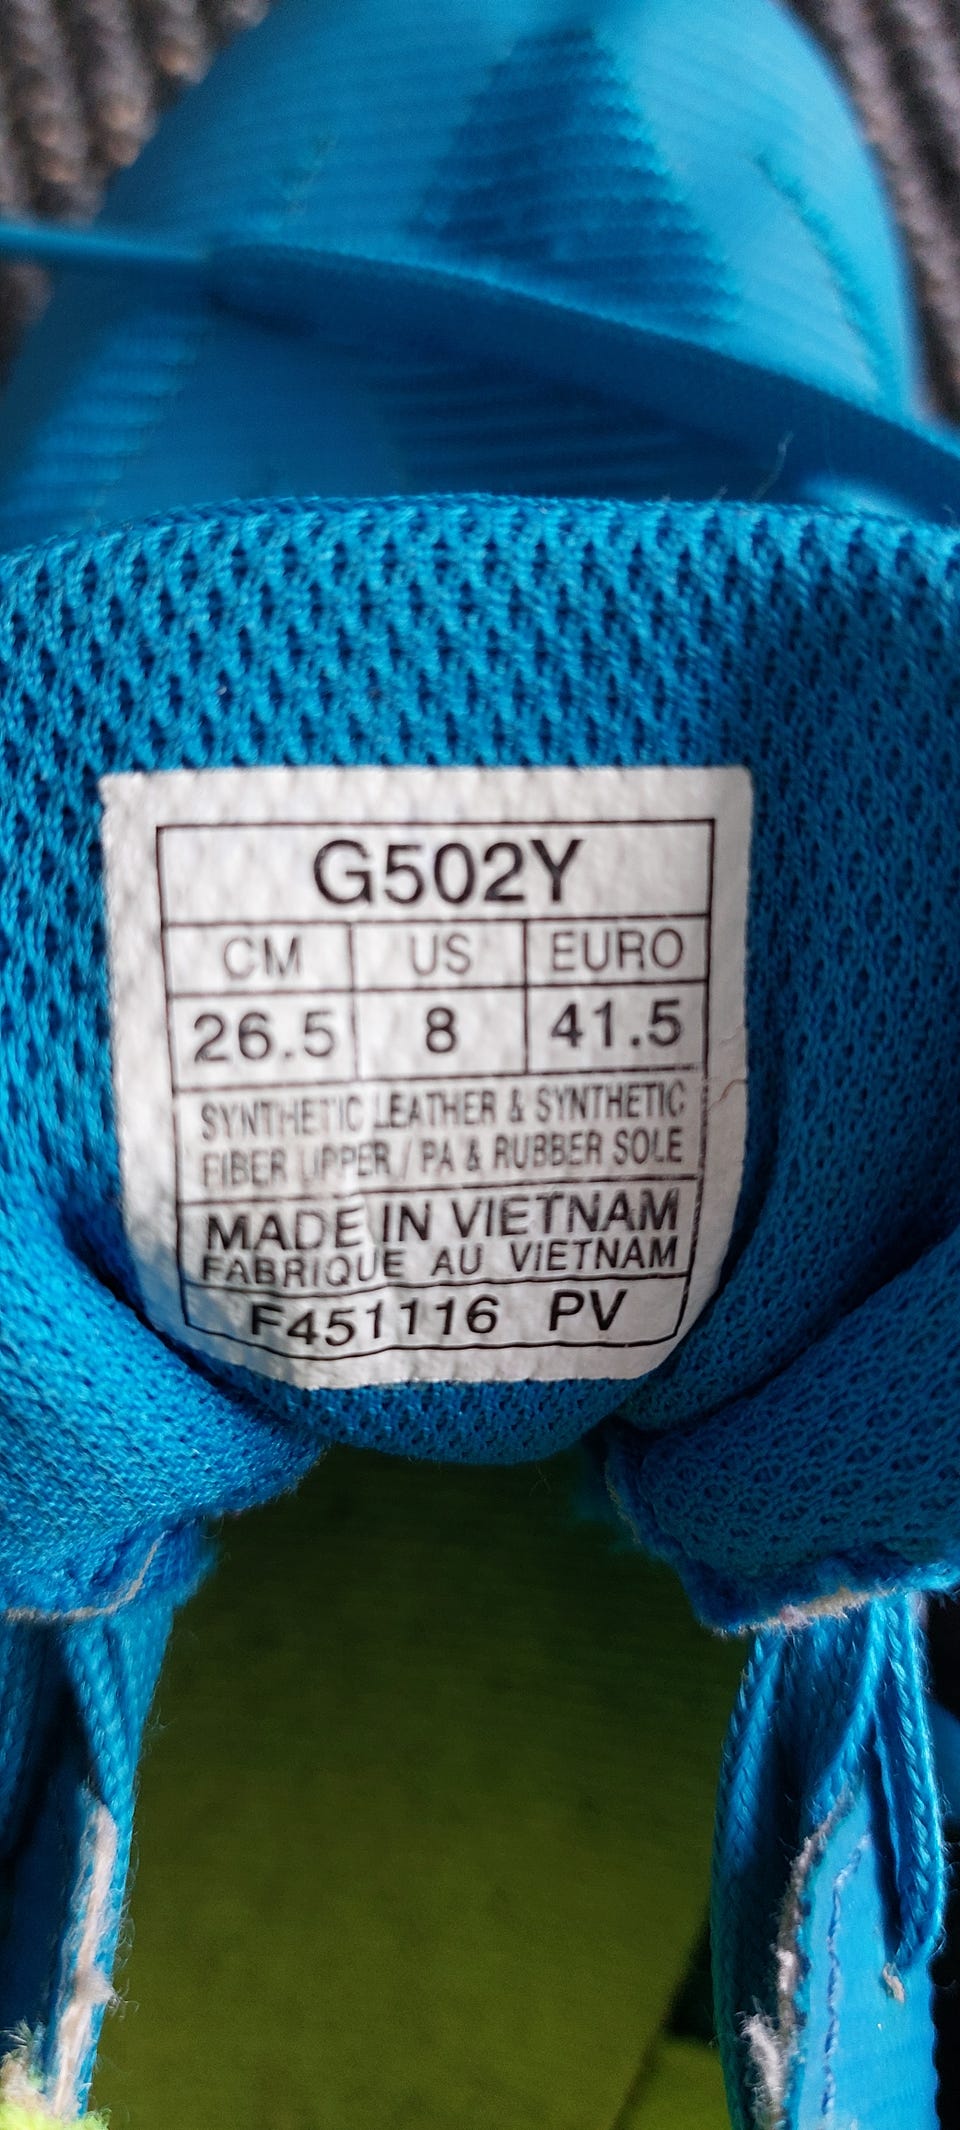 G502Y
CM US EURO
26.5 8 41.5
SYNTHETIC LEATHER & SYNTHETIC
FIBER UPPER / PA & RUBBER SOLE
MADE IN VIETNAM
FABRIQUE AU VIETNAM
F451116 PV